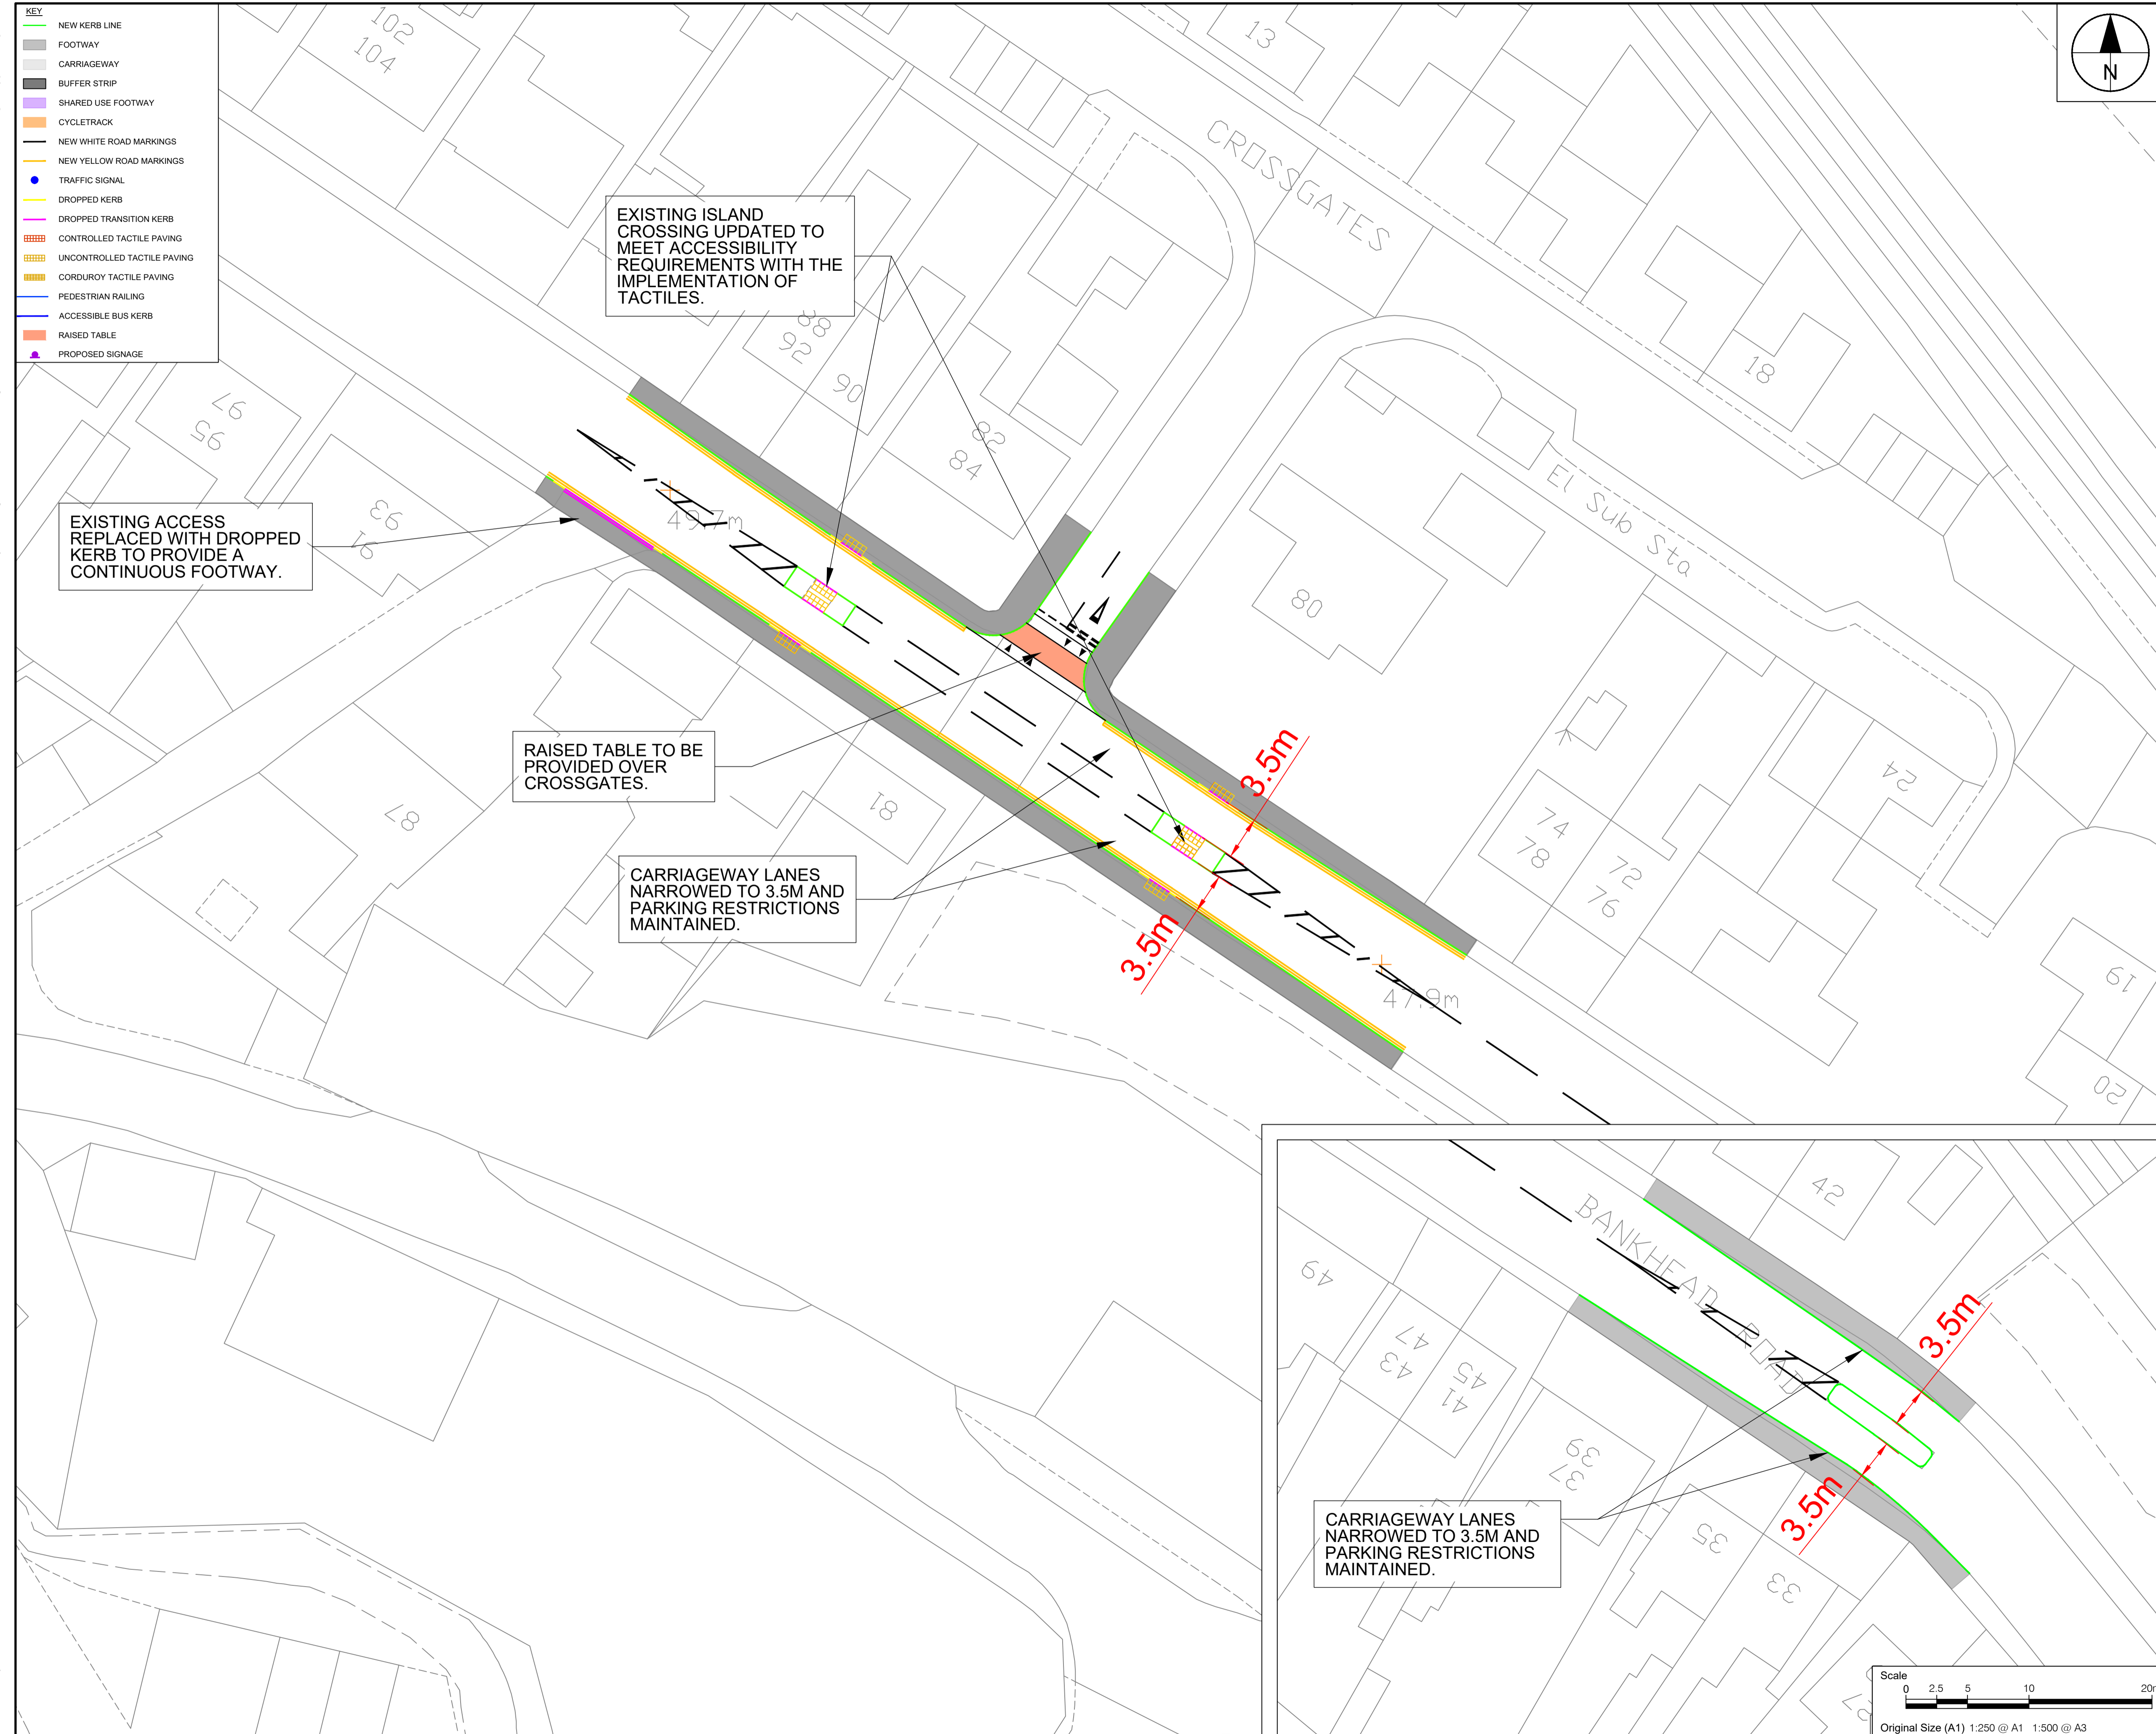 KEY
NEW KERB LINE
FOOTWAY
CARRIAGEWAY
BUFFER STRIP
SHARED USE FOOTWAY
CYCLETRACK
NEW WHITE ROAD MARKINGS
NEW YELLOW ROAD MARKINGS
TRAFFIC SIGNAL
DROPPED KERB
DROPPED TRANSITION KERB
CONTROLLED TACTILE PAVING
UNCONTROLLED TACTILE PAVING
CORDUROY TACTILE PAVING
PEDESTRIAN RAILING
ACCESSIBLE BUS KERB
RAISED TABLE
PROPOSED SIGNAGE
102
104
13
N
CROSSGATES
EXISTING ISLAND
CROSSING UPDATED TO
MEET ACCESSIBILITY
REQUIREMENTS WITH THE
IMPLEMENTATION OF
TACTILES.
88
92
90
82
84
18
97
95
93
91
49.7m
El Sub Sta
EXISTING ACCESS
REPLACED WITH DROPPED
KERB TO PROVIDE A
CONTINUOUS FOOTWAY.
80
RAISED TABLE TO BE
PROVIDED OVER
CROSSGATES.
87
81
3.5m
24
74
78
72
76
CARRIAGEWAY LANES
NARROWED TO 3.5M AND
PARKING RESTRICTIONS
MAINTAINED.
3.5m
47.9m
19
20
BANKHEAD ROAD
42
49
47
43
45
41
39
37
3.5m
3.5m
35
33
CARRIAGEWAY LANES
NARROWED TO 3.5M AND
PARKING RESTRICTIONS
MAINTAINED.
Scale
0 2.5 5 10 20m
Original Size (A1) 1:250 @ A1 1:500 @ A3